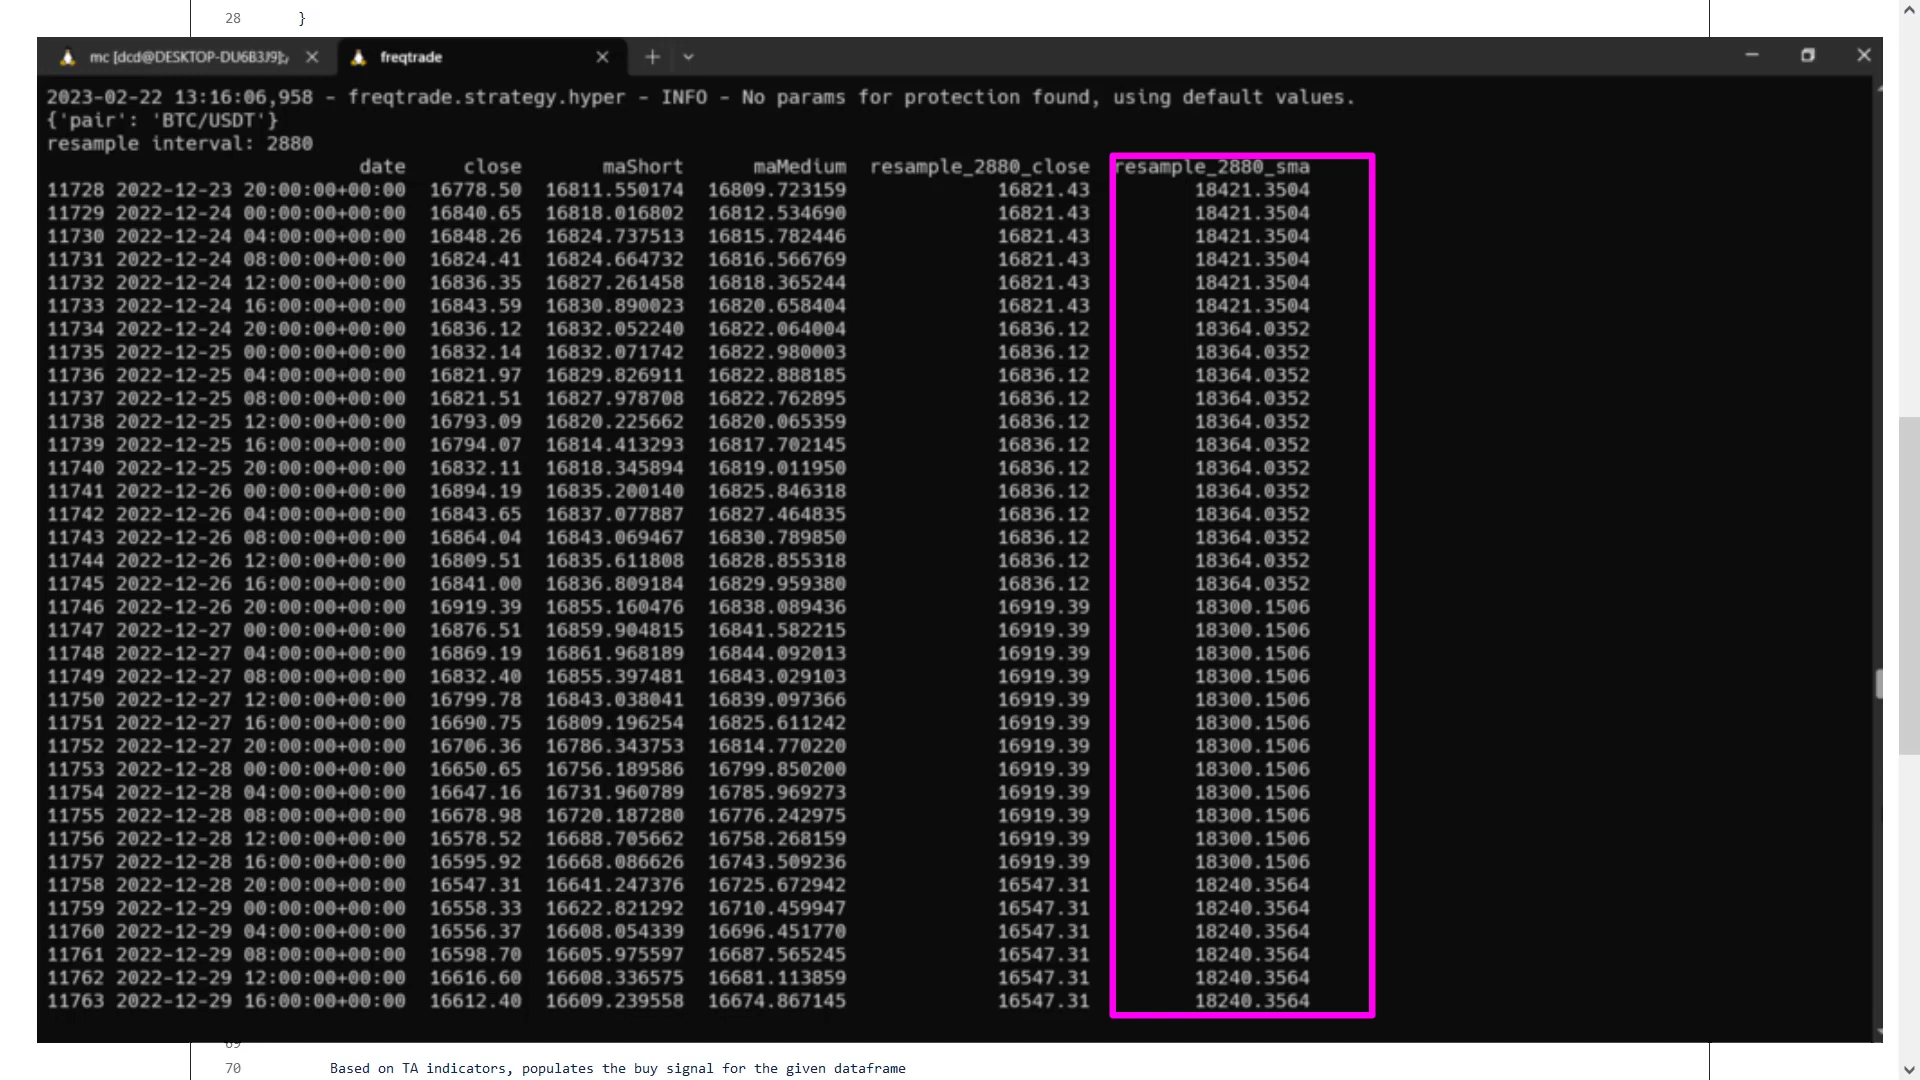 28 }
mc [dcd@DESKTOP-DU6B3J9]:/ freqtrade
2023-02-22 13:16:06,958 - freqtrade.strategy.hyper - INFO - No params for protection found, using default values.
{'pair': 'BTC/USDT'}
resample interval: 2880
date close maShort maMedium resample_2880_close resample_2880_sma
11728 2022-12-23 20:00:00+00:00 16778.50 16811.550174 16809.723159 16821.43 18421.3504
11729 2022-12-24 00:00:00+00:00 16840.65 16818.016802 16812.534690 16821.43 18421.3504
11730 2022-12-24 04:00:00+00:00 16848.26 16824.737513 16815.782446 16821.43 18421.3504
11731 2022-12-24 08:00:00+00:00 16824.41 16824.664732 16816.566769 16821.43 18421.3504
11732 2022-12-24 12:00:00+00:00 16836.35 16827.261458 16818.365244 16821.43 18421.3504
11733 2022-12-24 16:00:00+00:00 16843.59 16830.890023 16820.658404 16821.43 18421.3504
11734 2022-12-24 20:00:00+00:00 16836.12 16832.052240 16822.064004 16836.12 18364.0352
11735 2022-12-25 00:00:00+00:00 16832.14 16832.071742 16822.980003 16836.12 18364.0352
11736 2022-12-25 04:00:00+00:00 16821.97 16829.826911 16822.888185 16836.12 18364.0352
11737 2022-12-25 08:00:00+00:00 16821.51 16827.978708 16822.762895 16836.12 18364.0352
11738 2022-12-25 12:00:00+00:00 16793.09 16820.225662 16820.065359 16836.12 18364.0352
11739 2022-12-25 16:00:00+00:00 16794.07 16814.413293 16817.702145 16836.12 18364.0352
11740 2022-12-25 20:00:00+00:00 16832.11 16818.345894 16819.011950 16836.12 18364.0352
11741 2022-12-26 00:00:00+00:00 16894.19 16835.200140 16825.846318 16836.12 18364.0352
11742 2022-12-26 04:00:00+00:00 16843.65 16837.077887 16827.464835 16836.12 18364.0352
11743 2022-12-26 08:00:00+00:00 16864.04 16843.069467 16830.789850 16836.12 18364.0352
11744 2022-12-26 12:00:00+00:00 16809.51 16835.611808 16828.855318 16836.12 18364.0352
11745 2022-12-26 16:00:00+00:00 16841.00 16836.809184 16829.959380 16836.12 18364.0352
11746 2022-12-26 20:00:00+00:00 16919.39 16855.160476 16838.089436 16919.39 18300.1506
11747 2022-12-27 00:00:00+00:00 16876.51 16859.904815 16841.582215 16919.39 18300.1506
11748 2022-12-27 04:00:00+00:00 16869.19 16861.968189 16844.092013 16919.39 18300.1506
11749 2022-12-27 08:00:00+00:00 16832.40 16855.397481 16843.029103 16919.39 18300.1506
11750 2022-12-27 12:00:00+00:00 16799.78 16843.038041 16839.097366 16919.39 18300.1506
11751 2022-12-27 16:00:00+00:00 16690.75 16809.196254 16825.611242 16919.39 18300.1506
11752 2022-12-27 20:00:00+00:00 16706.36 16786.343753 16814.770220 16919.39 18300.1506
11753 2022-12-28 00:00:00+00:00 16650.65 16756.189586 16799.850200 16919.39 18300.1506
11754 2022-12-28 04:00:00+00:00 16647.16 16731.960789 16785.969273 16919.39 18300.1506
11755 2022-12-28 08:00:00+00:00 16678.98 16720.187280 16776.242975 16919.39 18300.1506
11756 2022-12-28 12:00:00+00:00 16578.52 16688.705662 16758.268159 16919.39 18300.1506
11757 2022-12-28 16:00:00+00:00 16595.92 16668.086626 16743.509236 16919.39 18300.1506
11758 2022-12-28 20:00:00+00:00 16547.31 16641.247376 16725.672942 16547.31 18240.3564
11759 2022-12-29 00:00:00+00:00 16558.33 16622.821292 16710.459947 16547.31 18240.3564
11760 2022-12-29 04:00:00+00:00 16556.37 16608.054339 16696.451770 16547.31 18240.3564
11761 2022-12-29 08:00:00+00:00 16598.70 16605.975597 16687.565245 16547.31 18240.3564
11762 2022-12-29 12:00:00+00:00 16616.60 16608.336575 16681.113859 16547.31 18240.3564
11763 2022-12-29 16:00:00+00:00 16612.40 16609.239558 16674.867145 16547.31 18240.3564
69
70 Based on TA indicators, populates the buy signal for the given dataframe